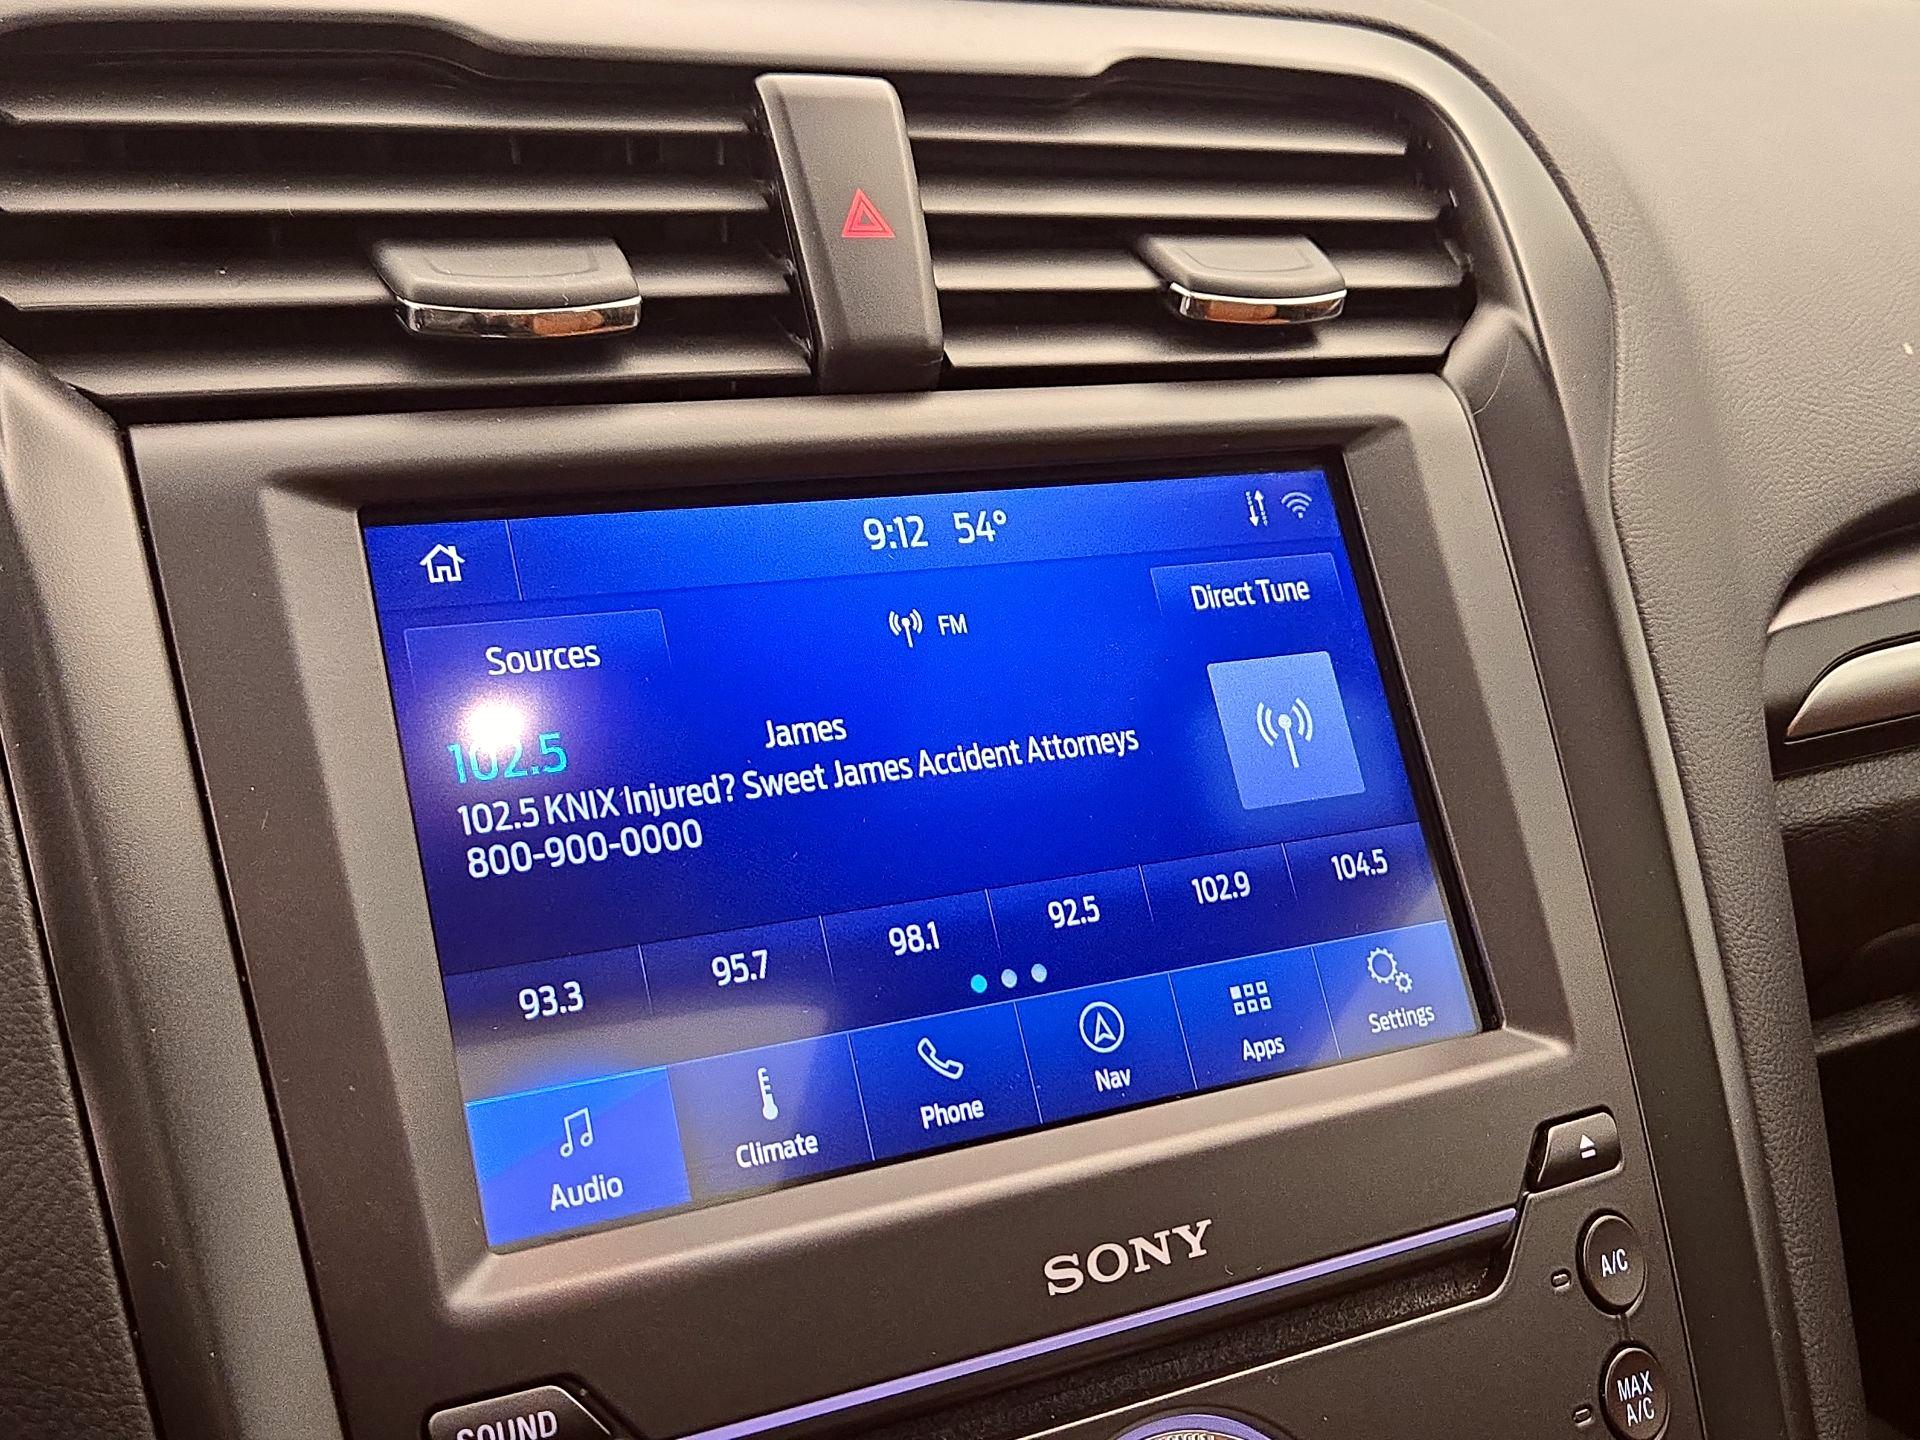 9:12 54°
FM
Direct Tune
Sources
102.5
James
102.5 KNIX Injured? Sweet James Accident Attorneys
800-900-0000
93.3 95.7 98.1 92.5 102.9 104.5
Audio Climate Phone Nav Apps Settings
SONY
A/C
MAX
A/C
SOUND